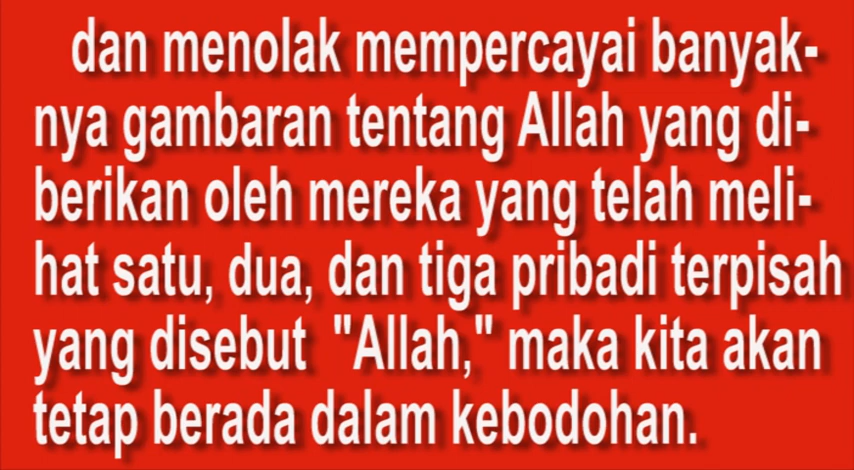 dan menolak mempercayai banyak-
nya gambaran tentang Allah yang di-
berikan oleh mereka yang telah meli-
hat satu, dua, dan tiga pribadi terpisah
yang disebut "Allah," maka kita akan
tetap berada dalam kebodohan.